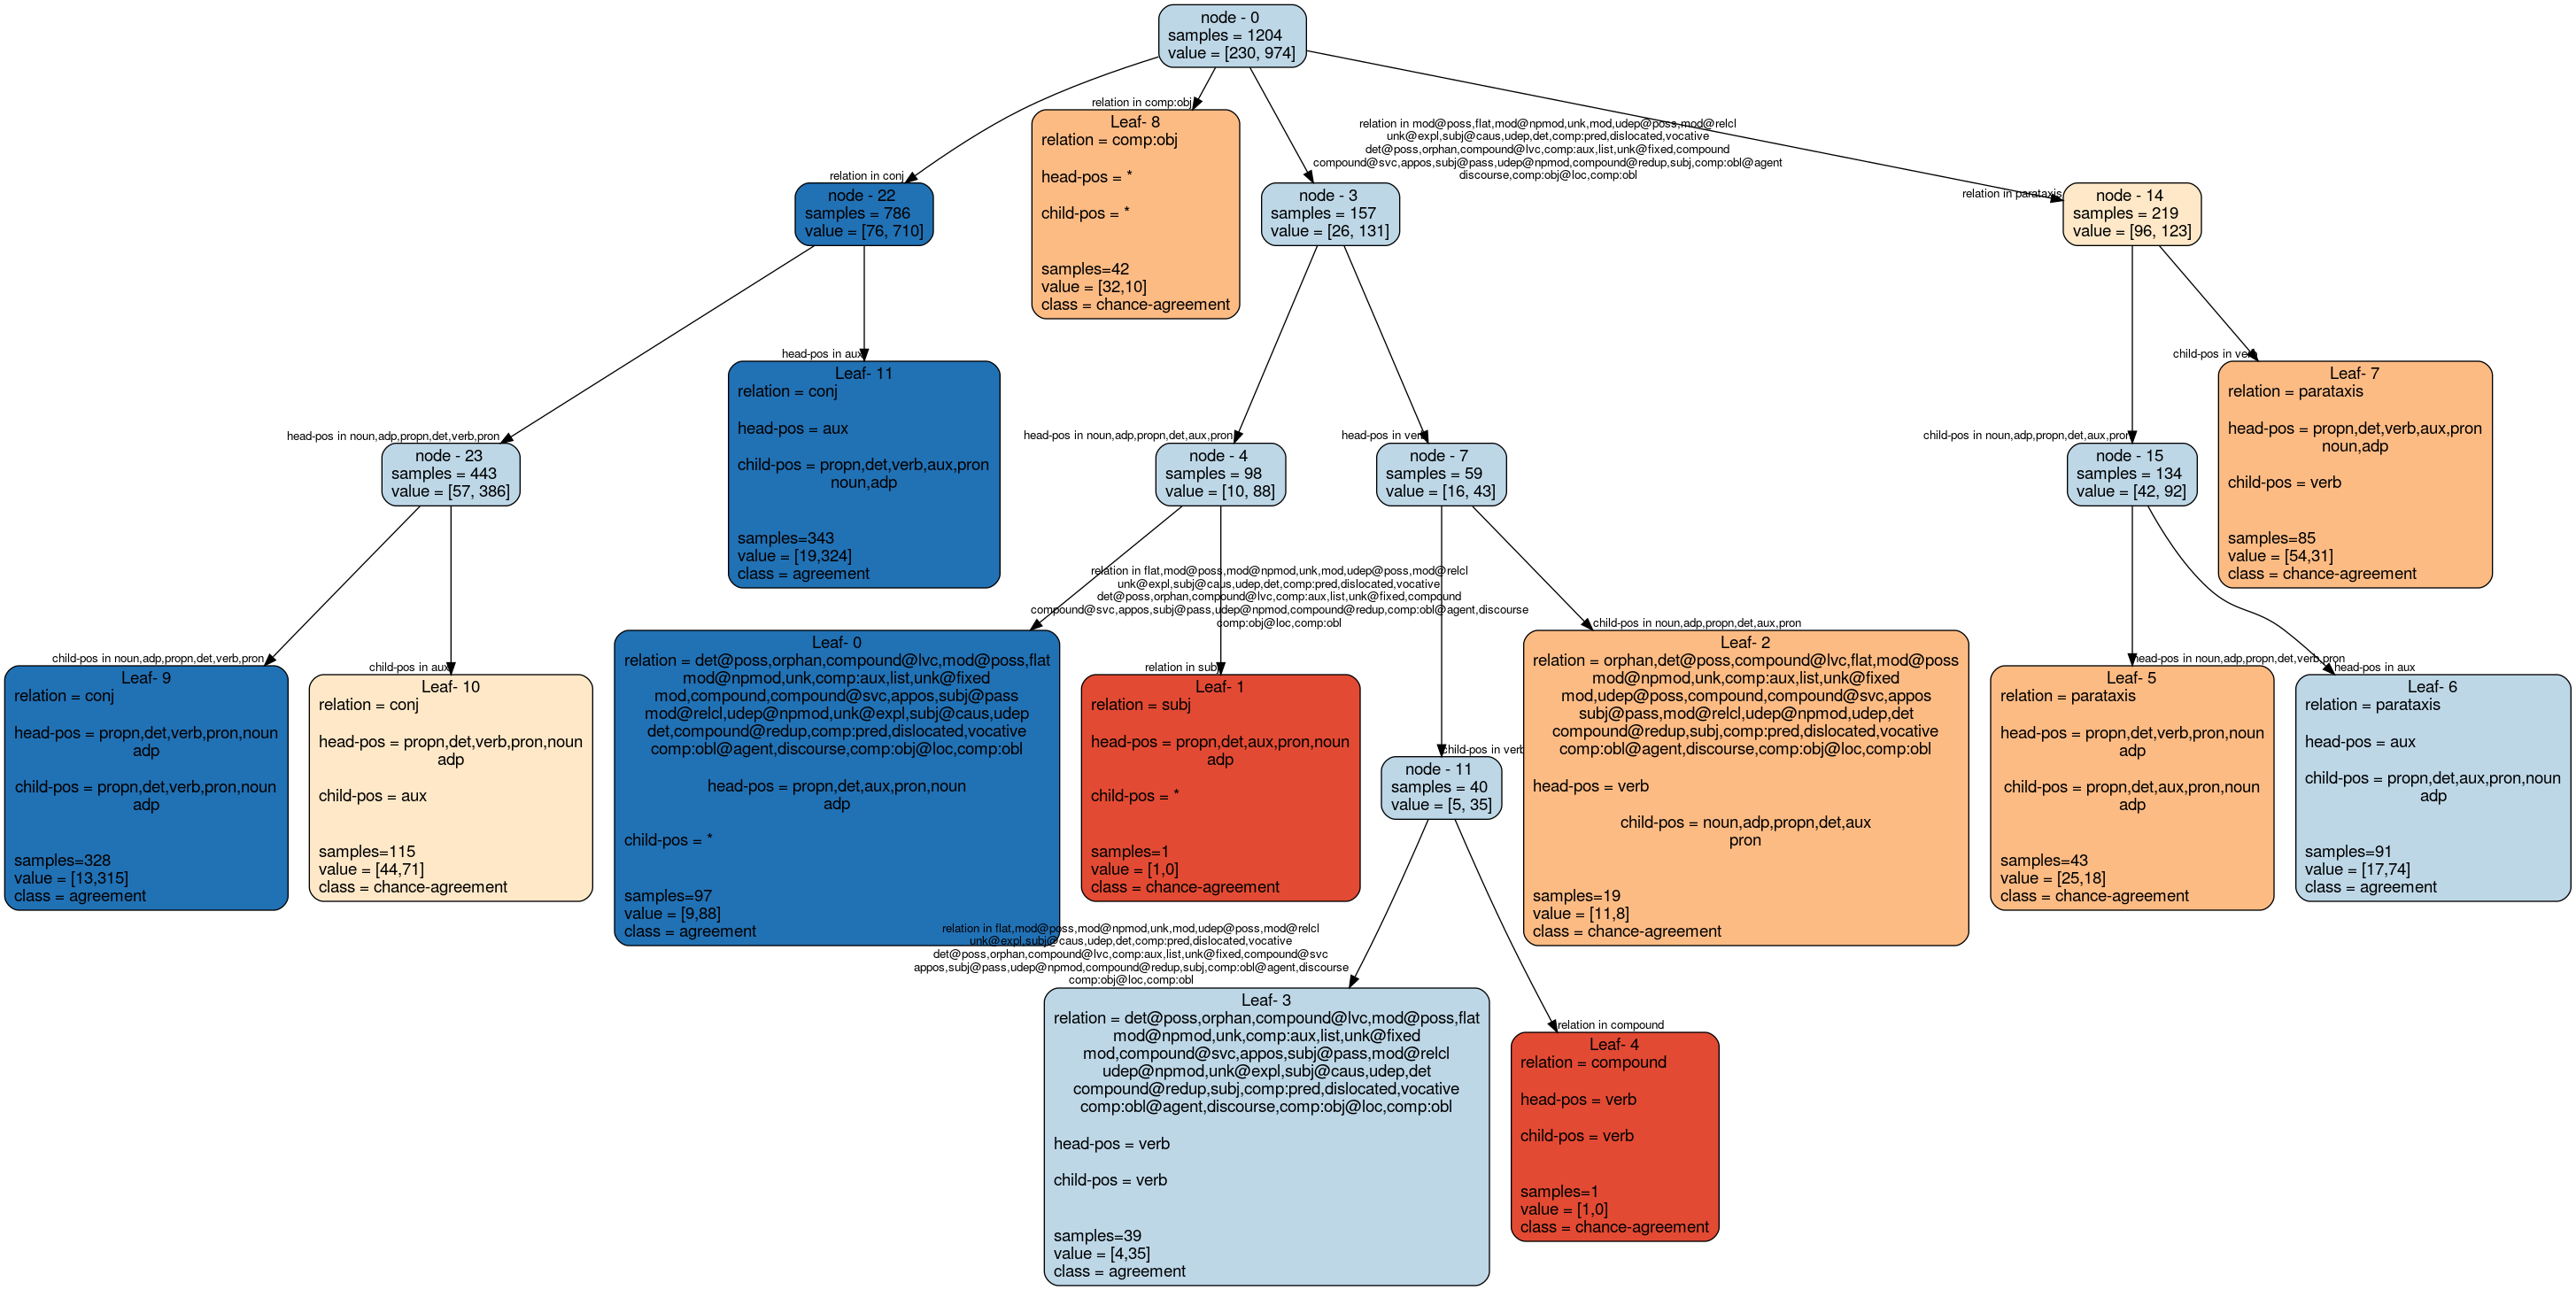 node - 0
samples = 1204
value = [230, 974]
relation in comp:obj
relation in mod@poss,flat,mod@npmod,unk,mod,udep@poss,mod@relcl
unk@expl,subj@caus,udep,det,comp:pred,dislocated,vocative
det@poss,orphan,compound@lvc,comp:aux,list,unk@fixed,compound
compound@svc,appos,subj@pass,udep@npmod,compound@redup,subj,comp:obl@agent
discourse,comp:obj@loc,comp:obl
relation in conj
relation in parataxis
Leaf- 8
relation = comp:obj
head-pos = *
child-pos = *
samples=42
value = [32,10]
class = chance-agreement
node - 22
samples = 786
value = [76, 710]
node - 3
samples = 157
value = [26, 131]
node - 14
samples = 219
value = [96, 123]
head-pos in aux
child-pos in verb
Leaf- 11
relation = conj
head-pos = aux
child-pos = propn,det,verb,aux,pron
noun,adp
samples=343
value = [19,324]
class = agreement
Leaf- 7
relation = parataxis
head-pos = propn,det,verb,aux,pron
noun,adp
child-pos = verb
samples=85
value = [54,31]
class = chance-agreement
head-pos in noun,adp,propn,det,verb,pron
head-pos in noun,adp,propn,det,aux,pron
head-pos in verb
child-pos in noun,adp,propn,det,aux,pron
node - 23
samples = 443
value = [57, 386]
node - 4
samples = 98
value = [10, 88]
node - 7
samples = 59
value = [16, 43]
node - 15
samples = 134
value = [42, 92]
relation in flat,mod@poss,mod@npmod,unk,mod,udep@poss,mod@relcl
unk@expl,subj@caus,udep,det,comp:pred,dislocated,vocative
det@poss,orphan,compound@lvc,comp:aux,list,unk@fixed,compound
compound@svc,appos,subj@pass,udep@npmod,compound@redup,comp:obl@agent,discourse
comp:obj@loc,comp:obl
child-pos in noun,adp,propn,det,verb,pron
child-pos in aux
relation in subj
child-pos in noun,adp,propn,det,aux,pron
head-pos in noun,adp,propn,det,verb,pron
head-pos in aux
Leaf- 9
relation = conj
head-pos = propn,det,verb,pron,noun
adp
child-pos = propn,det,verb,pron,noun
adp
samples=328
value = [13,315]
class = agreement
Leaf- 10
relation = conj
head-pos = propn,det,verb,pron,noun
adp
child-pos = aux
samples=115
value = [44,71]
class = chance-agreement
Leaf- 0
relation = det@poss,orphan,compound@lvc,mod@poss,flat
mod@npmod,unk,comp:aux,list,unk@fixed
mod,compound,compound@svc,appos,subj@pass
mod@relcl,udep@npmod,unk@expl,subj@caus,udep
det,compound@redup,comp:pred,dislocated,vocative
comp:obl@agent,discourse,comp:obj@loc,comp:obl
head-pos = propn,det,aux,pron,noun
adp
child-pos = *
samples=97
value = [9,88]
class = agreement
Leaf- 1
relation = subj
head-pos = propn,det,aux,pron,noun
adp
child-pos = *
samples=1
value = [1,0]
class = chance-agreement
child-pos in verb
node - 11
samples = 40
value = [5, 35]
Leaf- 2
relation = orphan,det@poss,compound@lvc,flat,mod@poss
mod@npmod,unk,comp:aux,list,unk@fixed
mod,udep@poss,compound,compound@svc,appos
subj@pass,mod@relcl,udep@npmod,udep,det
compound@redup,subj,comp:pred,dislocated,vocative
comp:obl@agent,discourse,comp:obj@loc,comp:obl
head-pos = verb
child-pos = noun,adp,propn,det,aux
pron
samples=19
value = [11,8]
class = chance-agreement
Leaf- 5
relation = parataxis
head-pos = propn,det,verb,pron,noun
adp
child-pos = propn,det,aux,pron,noun
adp
samples=43
value = [25,18]
class = chance-agreement
Leaf- 6
relation = parataxis
head-pos = aux
child-pos = propn,det,aux,pron,noun
adp
samples=91
value = [17,74]
class = agreement
relation in flat,mod@poss,mod@npmod,unk,mod,udep@poss,mod@relcl
unk@expl,subj@caus,udep,det,comp:pred,dislocated,vocative
det@poss,orphan,compound@lvc,comp:aux,list,unk@fixed,compound@svc
appos,subj@pass,udep@npmod,compound@redup,subj,comp:obl@agent,discourse
comp:obj@loc,comp:obl
relation in compound
Leaf- 3
relation = det@poss,orphan,compound@lvc,mod@poss,flat
mod@npmod,unk,comp:aux,list,unk@fixed
mod,compound@svc,appos,subj@pass,mod@relcl
udep@npmod,unk@expl,subj@caus,udep,det
compound@redup,subj,comp:pred,dislocated,vocative
comp:obl@agent,discourse,comp:obj@loc,comp:obl
head-pos = verb
child-pos = verb
samples=39
value = [4,35]
class = agreement
Leaf- 4
relation = compound
head-pos = verb
child-pos = verb
samples=1
value = [1,0]
class = chance-agreement